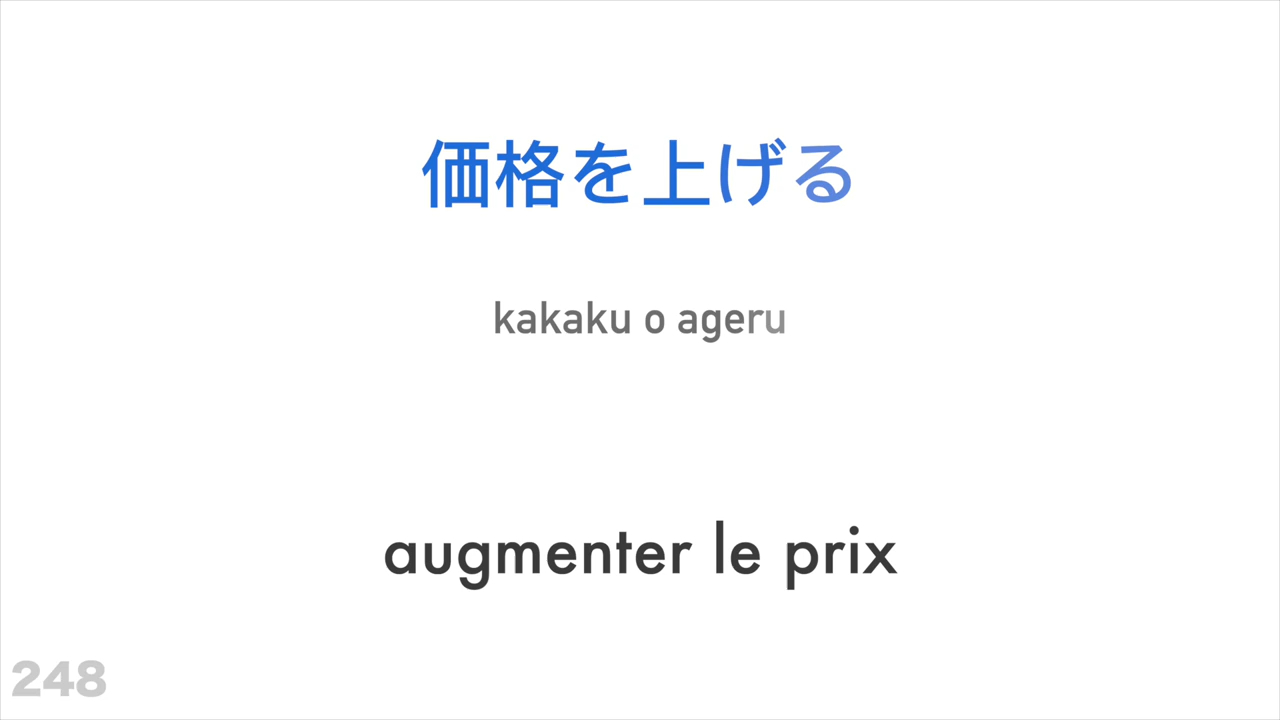 価格を上げる
kakaku o ageru
augmenter le prix
248